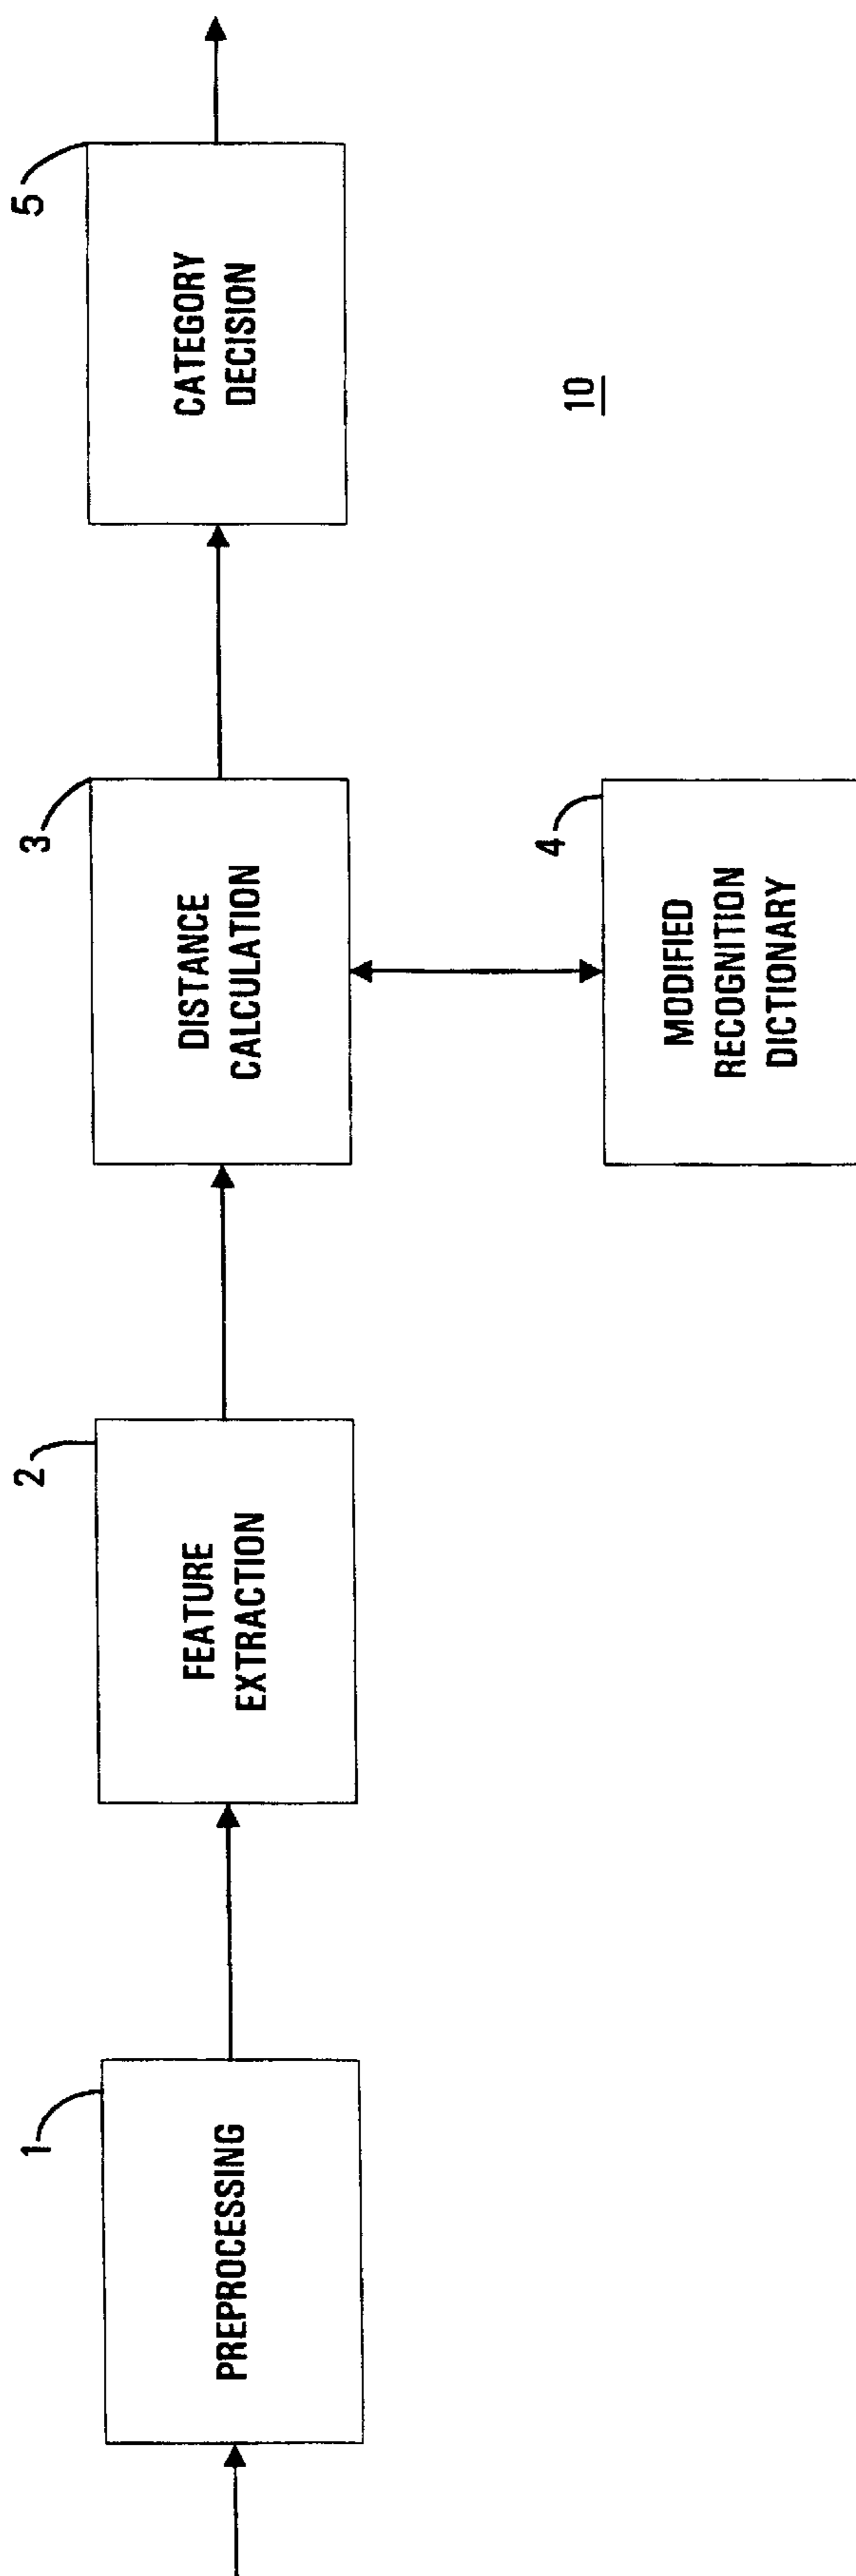 1
PREPROCESSING
2
FEATURE
EXTRACTION
3
DISTANCE
CALCULATION
4
MODIFIED
RECOGNITION
DICTIONARY
5
CATEGORY
DECISION
10